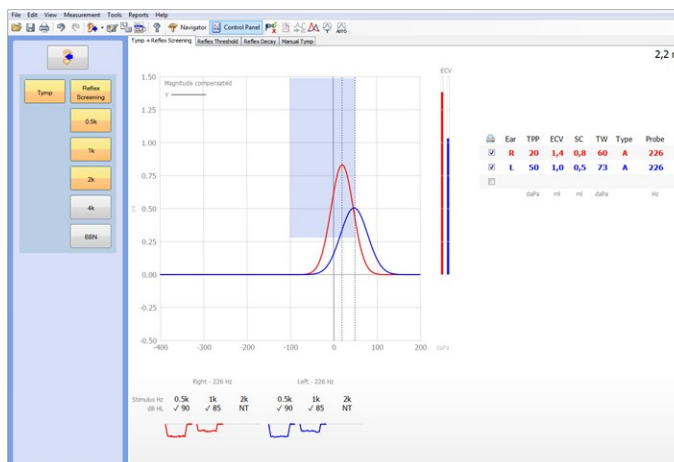 File Edit View Measurement Tools Reports Help
Navigator Control Panel AUTO
Tymp + Reflex Screening Reflex Threshold Reflex Decay Manual Tymp
2,2
Tymp Reflex Screening
0.5k
1k
2k
4k
BBN
Magnitude compensated
Y
1.50
1.25
1.00
0.75
0.50
0.25
0.00
-0.25
-0.50
-400 -300 -200 -100 0 100 200 daPa
ml
ECV
Ear TPP ECV SC TW Type Probe
R 20 1,4 0,8 60 A 226
L 50 1,0 0,5 73 A 226
daPa ml ml daPa Hz
Right - 226 Hz Left - 226 Hz
Stimulus Hz 0.5k 1k 2k 0.5k 1k 2k
dB HL ✓ 90 ✓ 85 NT ✓ 90 ✓ 85 NT